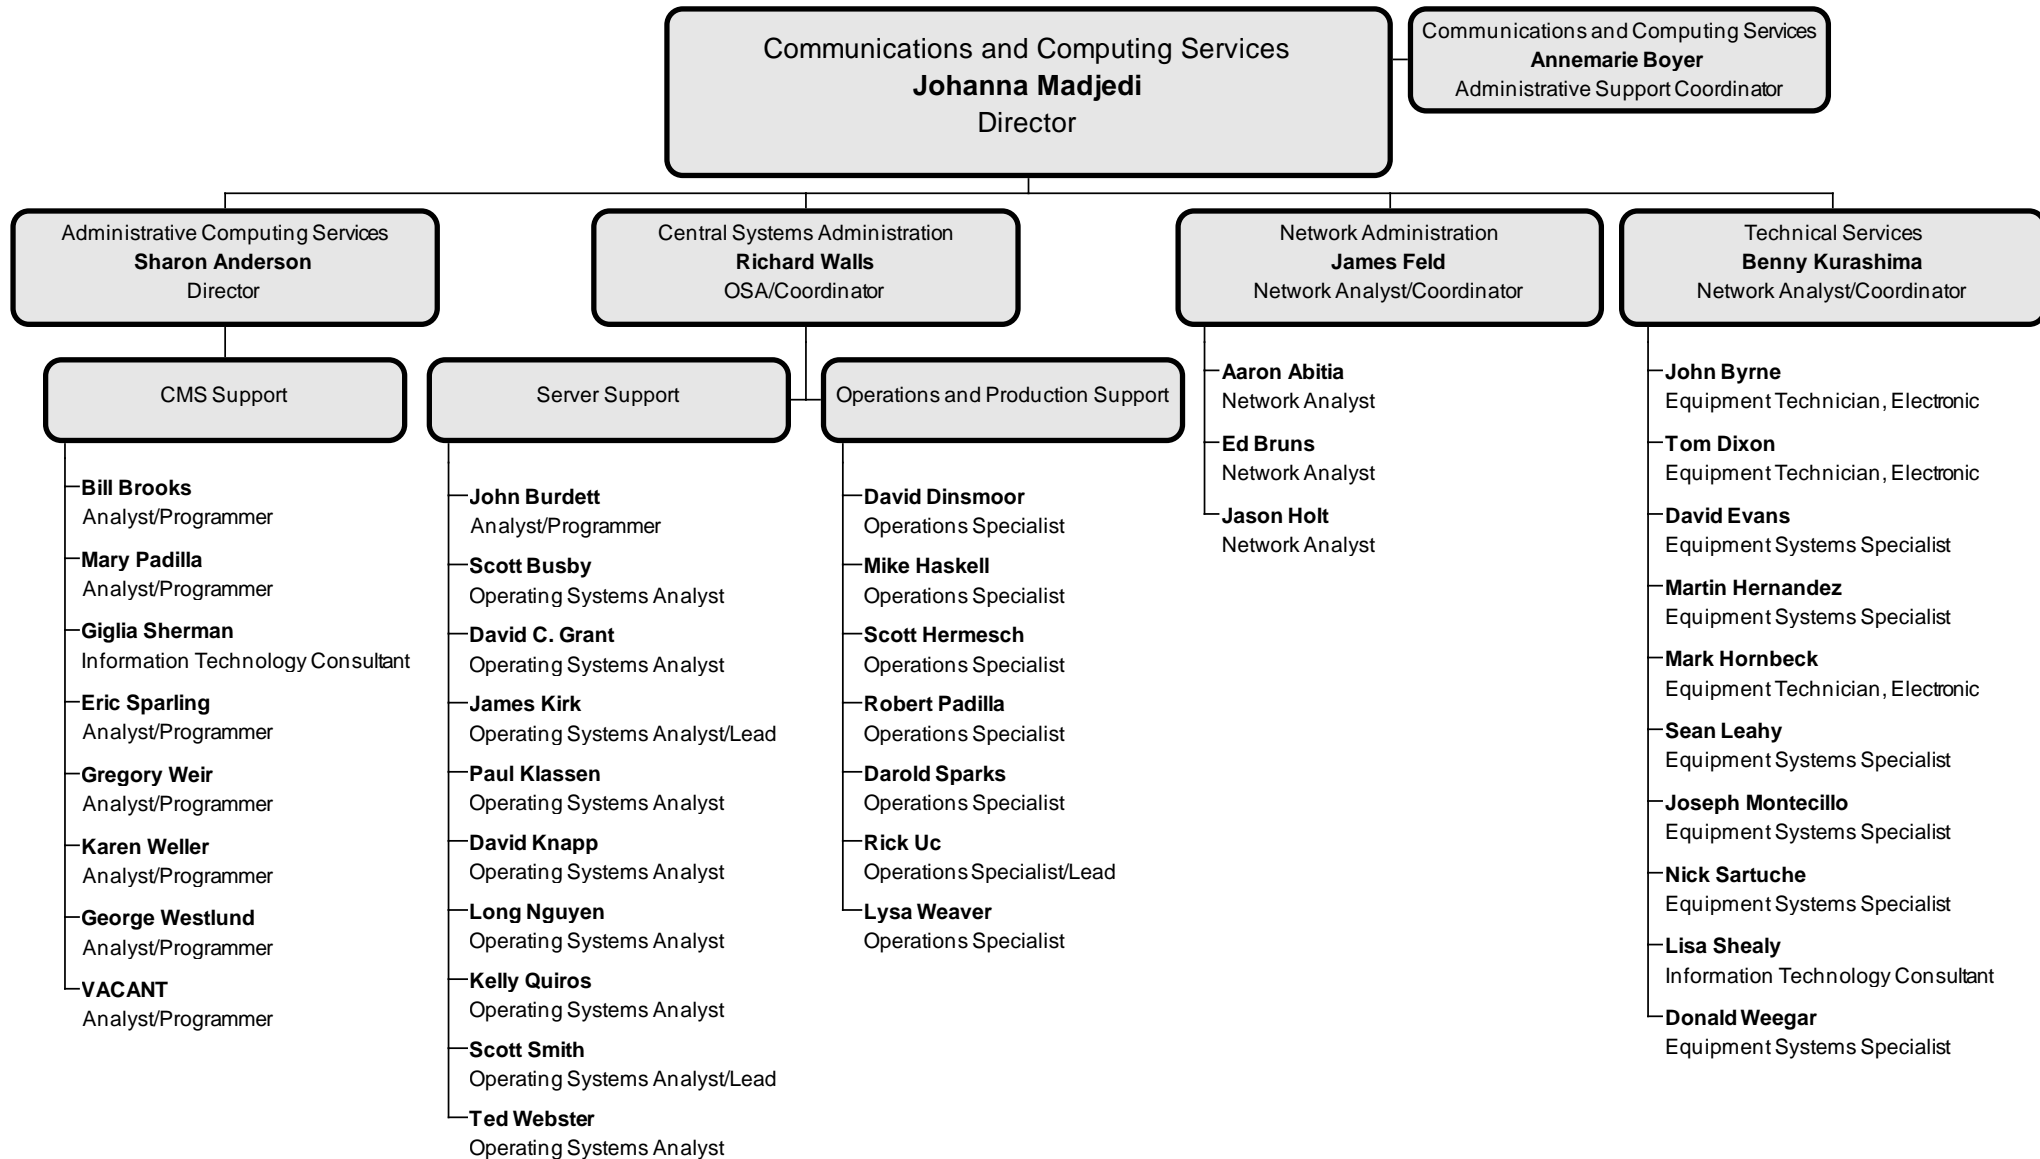 Communications and Computing Services
Johanna Madjedi
Director
Communications and Computing Services
Annemarie Boyer
Administrative Support Coordinator
Administrative Computing Services
Sharon Anderson
Director
Central Systems Administration
Richard Walls
OSA/Coordinator
Network Administration
James Feld
Network Analyst/Coordinator
Technical Services
Benny Kurashima
Network Analyst/Coordinator
CMS Support
Bill Brooks
Analyst/Programmer
Mary Padilla
Analyst/Programmer
Giglia Sherman
Information Technology Consultant
Eric Sparling
Analyst/Programmer
Gregory Weir
Analyst/Programmer
Karen Weller
Analyst/Programmer
George Westlund
Analyst/Programmer
VACANT
Analyst/Programmer
Server Support
John Burdett
Analyst/Programmer
Scott Busby
Operating Systems Analyst
David C. Grant
Operating Systems Analyst
James Kirk
Operating Systems Analyst/Lead
Paul Klassen
Operating Systems Analyst
David Knapp
Operating Systems Analyst
Long Nguyen
Operating Systems Analyst
Kelly Quiros
Operating Systems Analyst
Scott Smith
Operating Systems Analyst/Lead
Ted Webster
Operating Systems Analyst
Operations and Production Support
David Dinsmoor
Operations Specialist
Mike Haskell
Operations Specialist
Scott Hermesch
Operations Specialist
Robert Padilla
Operations Specialist
Darold Sparks
Operations Specialist
Rick Uc
Operations Specialist/Lead
Lysa Weaver
Operations Specialist
Aaron Abitia
Network Analyst
Ed Bruns
Network Analyst
Jason Holt
Network Analyst
John Byrne
Equipment Technician, Electronic
Tom Dixon
Equipment Technician, Electronic
David Evans
Equipment Systems Specialist
Martin Hernandez
Equipment Systems Specialist
Mark Hornbeck
Equipment Technician, Electronic
Sean Leahy
Equipment Systems Specialist
Joseph Montecillo
Equipment Systems Specialist
Nick Sartuche
Equipment Systems Specialist
Lisa Shealy
Information Technology Consultant
Donald Weegar
Equipment Systems Specialist